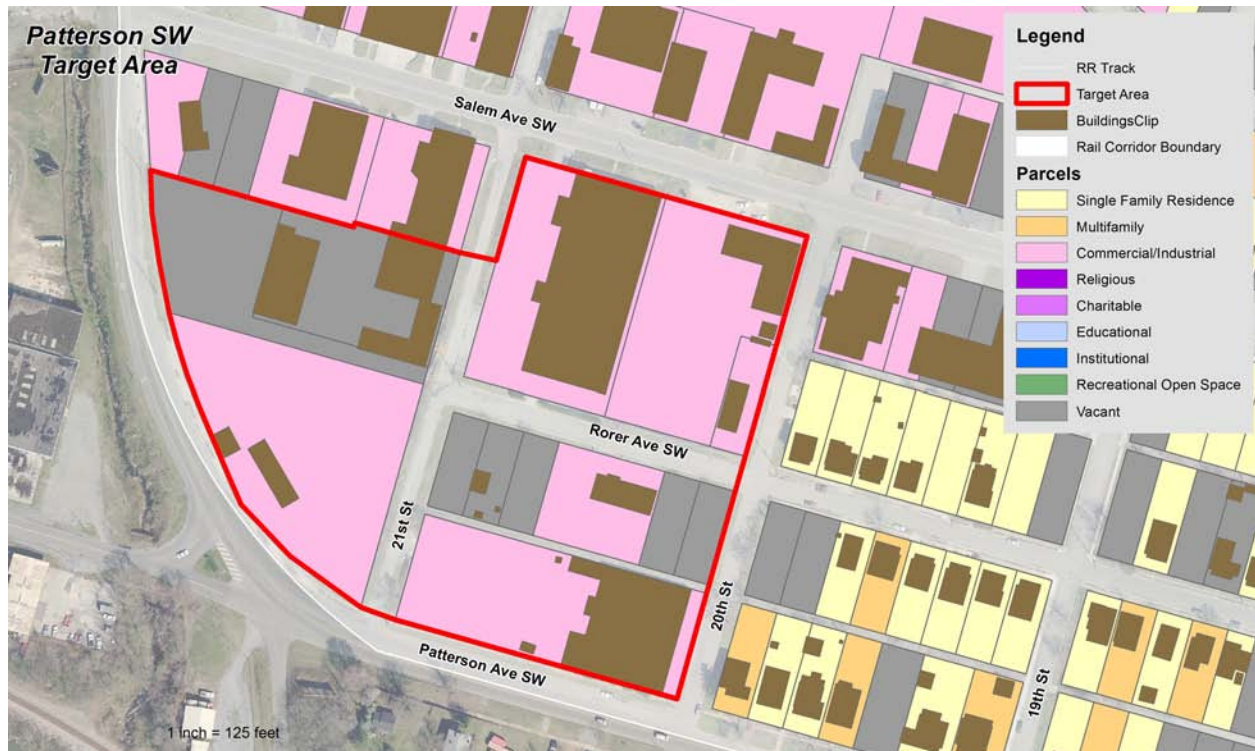 Patterson SW
Target Area
Salem Ave SW
Rorer Ave SW
21st St
20th St
Patterson Ave SW
19th St
1 inch = 125 feet
Legend
RR Track
Target Area
BuildingsClip
Rail Corridor Boundary
Parcels
Single Family Residence
Multifamily
Commercial/Industrial
Religious
Charitable
Educational
Institutional
Recreational Open Space
Vacant